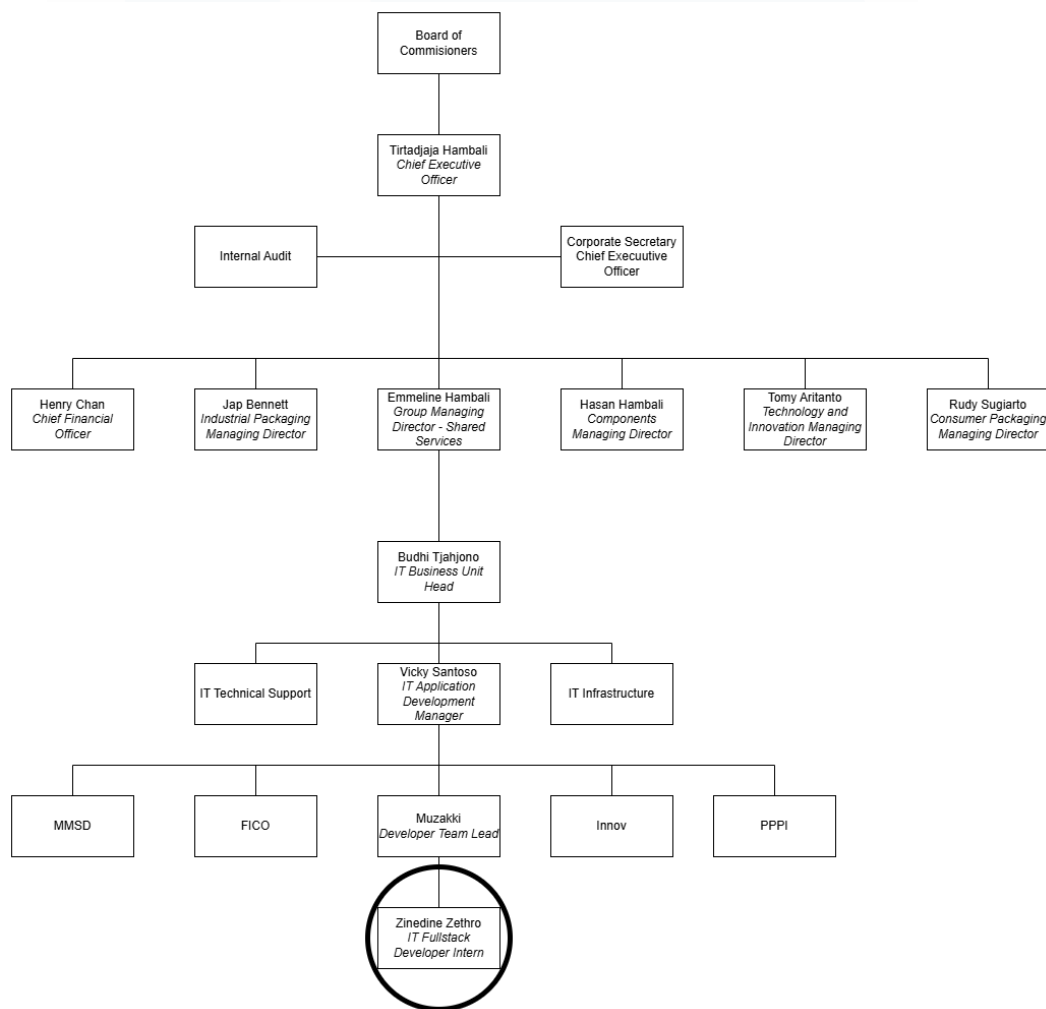 Board of
Commisioners
Tirtadjaja Hambali
Chief Executive
Officer
Internal Audit
Corporate Secretary
Chief Execuutive
Officer
Henry Chan
Chief Financial
Officer
Jap Bennett
Industrial Packaging
Managing Director
Emmeline Hambali
Group Managing
Director - Shared
Services
Hasan Hambali
Components
Managing Director
Tomy Aritanto
Technology and
Innovation Managing
Director
Rudy Sugiarto
Consumer Packaging
Managing Director
Budhi Tjahjono
IT Business Unit
Head
IT Technical Support
Vicky Santoso
IT Application
Development
Manager
IT Infrastructure
MMSD
FICO
Muzakki
Developer Team Lead
Innov
PPPI
Zinedine Zethro
IT Fullstack
Developer Intern